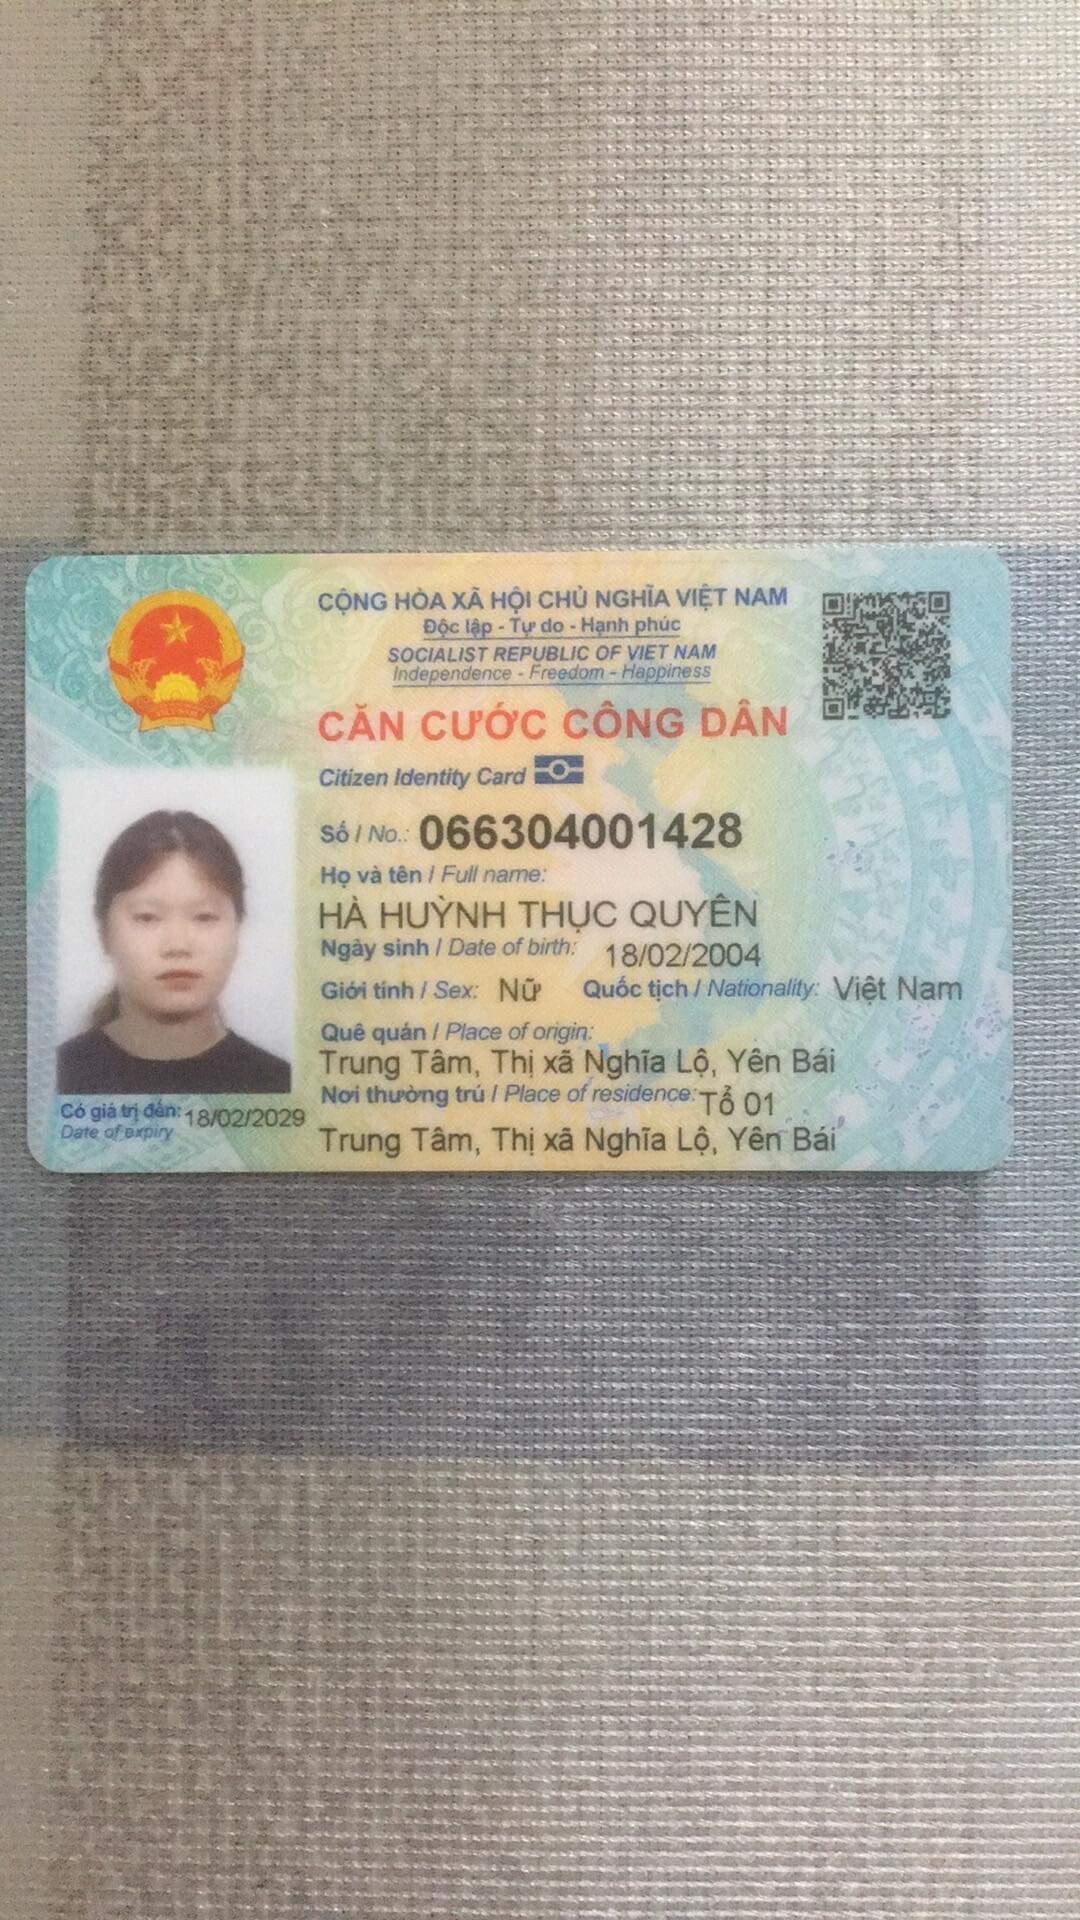 CỘNG HÒA XÃ HỘI CHỦ NGHĨA VIỆT NAM
Độc lập - Tự do - Hạnh phúc
SOCIALIST REPUBLIC OF VIET NAM
Independence - Freedom - Happiness
CĂN CƯỚC CÔNG DÂN
Citizen Identity Card
Số / No.: 066304001428
Họ và tên / Full name:
HÀ HUỲNH THỤC QUYÊN
Ngày sinh / Date of birth: 18/02/2004
Giới tính / Sex: Nữ Quốc tịch / Nationality: Việt Nam
Quê quán / Place of origin:
Trung Tâm, Thị xã Nghĩa Lộ, Yên Bái
Nơi thường trú / Place of residence: Tổ 01
Trung Tâm, Thị xã Nghĩa Lộ, Yên Bái
Có giá trị đến: 18/02/2029
Date of expiry